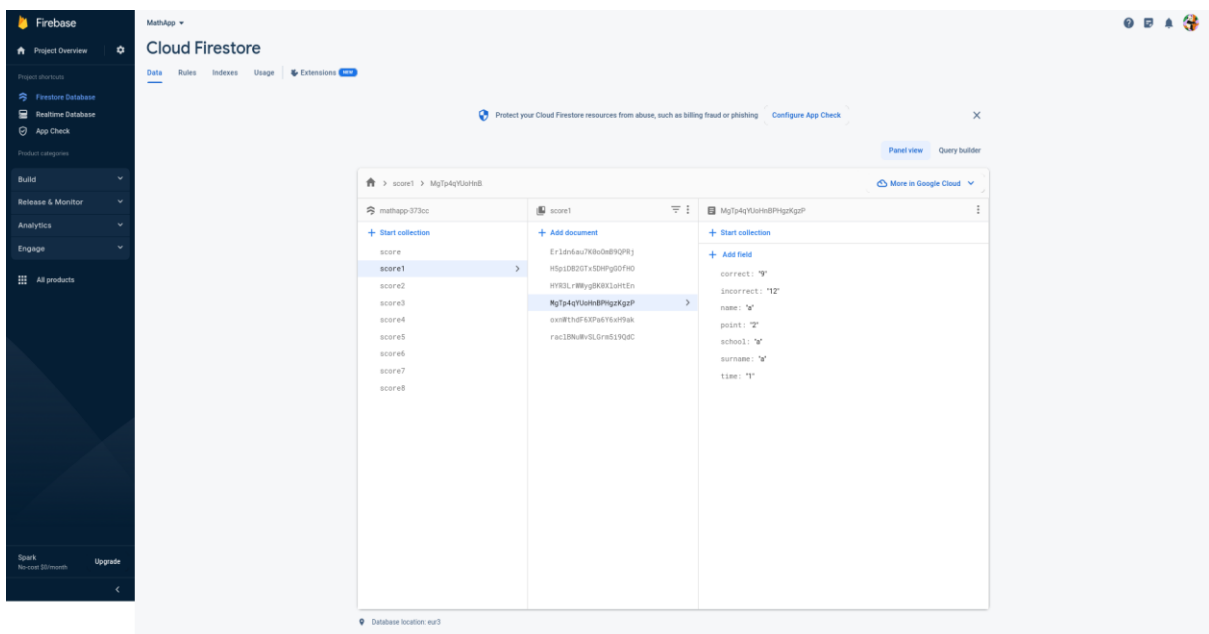 Firebase
Project Overview
Project shortcuts
Firestore Database
Realtime Database
App Check
Product categories
Build
Release & Monitor
Analytics
Engage
All products
Spark
No-cost $0/month
Upgrade
MathApp
Cloud Firestore
Data Rules Indexes Usage Extensions NEW
Protect your Cloud Firestore resources from abuse, such as billing fraud or phishing Configure App Check
Panel view Query builder
score1 > MgTp4qYUoHnB
More in Google Cloud
mathapp-373cc
Start collection
score
score1
score2
score3
score4
score5
score6
score7
score8
score1
Add document
HYR3LrWWygBK8X1oHtEn
MgTp4qYUoHnBPHgzKgzP
oxnWthdF6XPa6Y6xH9ak
MgTp4qYUoHnBPHgzKgzP
Start collection
Add field
correct: "9"
incorrect: "12"
name: "a"
point: "2"
school: "a"
surname: "a"
time: "1"
Database location: eur3